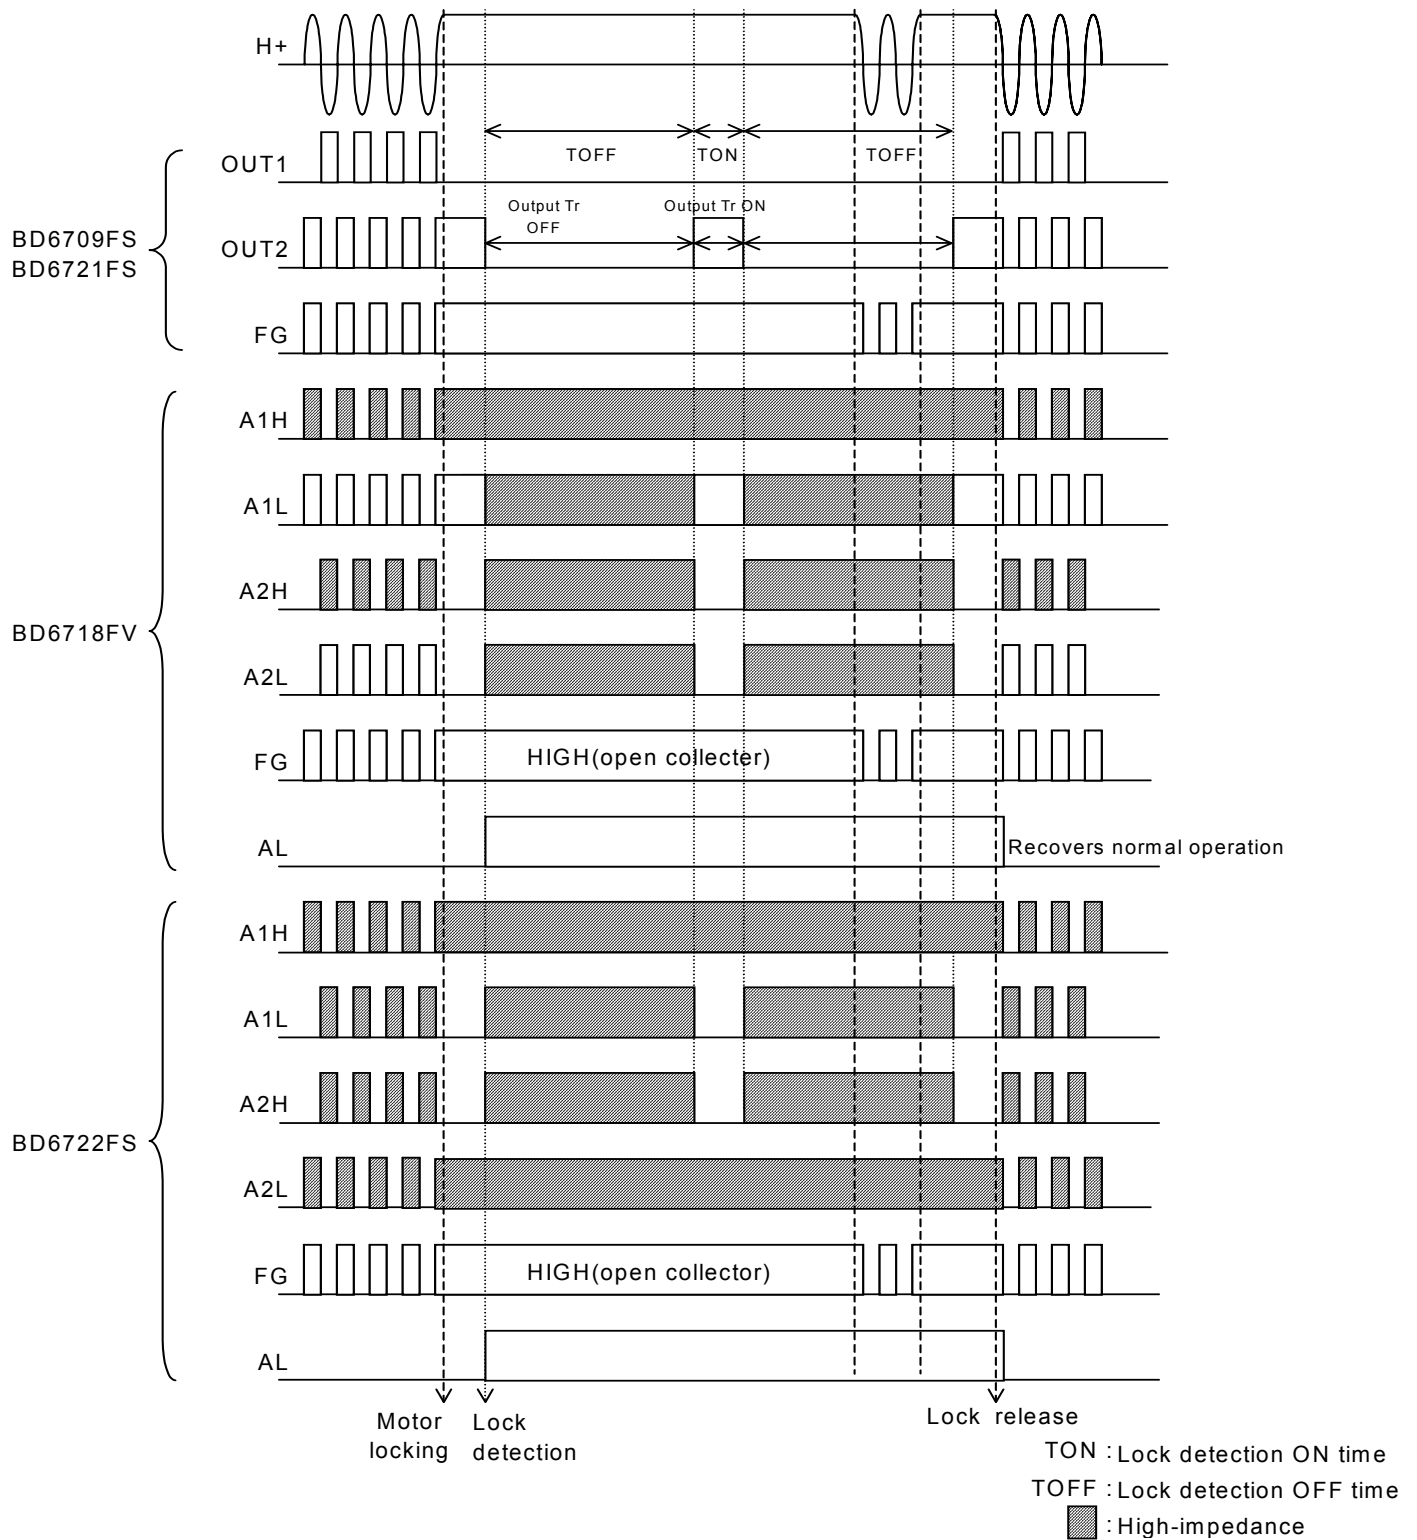 H+
OUT1
TOFF
TON
TOFF
BD6709FS
BD6721FS
OUT2
Output Tr
OFF
Output Tr ON
FG
BD6718FV
A1H
A1L
A2H
A2L
FG
HIGH(open collecter)
AL
Recovers normal operation
BD6722FS
A1H
A1L
A2H
A2L
FG
HIGH(open collector)
AL
Motor
locking
Lock
detection
Lock release
TON : Lock detection ON time
TOFF : Lock detection OFF time
: High-impedance